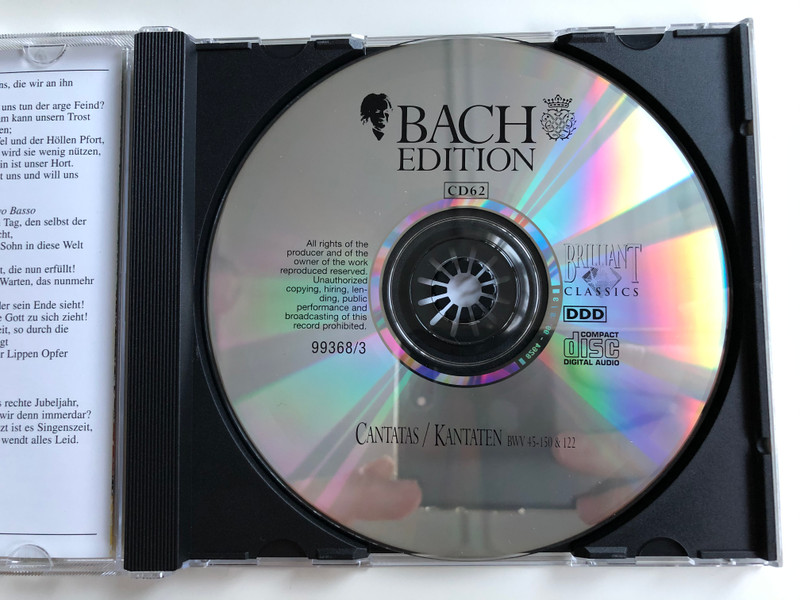 ns, die wir an ihn
uns tun der arge Feind?
m kann unserm Trost
en;
fel und der Höllen Pfort,
wird sie wenig nützen,
in ist unser Hort.
t uns und will uns
o Basso
Tag, den selbst der
cht,
Sohn in diese Welt
t, die nun erfüllt!
Warten, das nunmehr
der sein Ende sieht!
e Gott zu sich zieht!
eit, so durch die
gt
r Lippen Opfer
s rechte Jubeljahr,
wir denn immerdar?
zt ist es Singenszeit,
wendt alles Leid.
BACH
EDITION
CD62
All rights of the
producer and of the
owner of the work
reproduced reserved.
Unauthorized
copying, hiring, len-
ding, public
performance and
broadcasting of this
record prohibited.
99368/3
BRILLIANT
CLASSICS
DDD
COMPACT
disc
DIGITAL AUDIO
CANTATAS / KANTATEN BWV 45-150 & 122